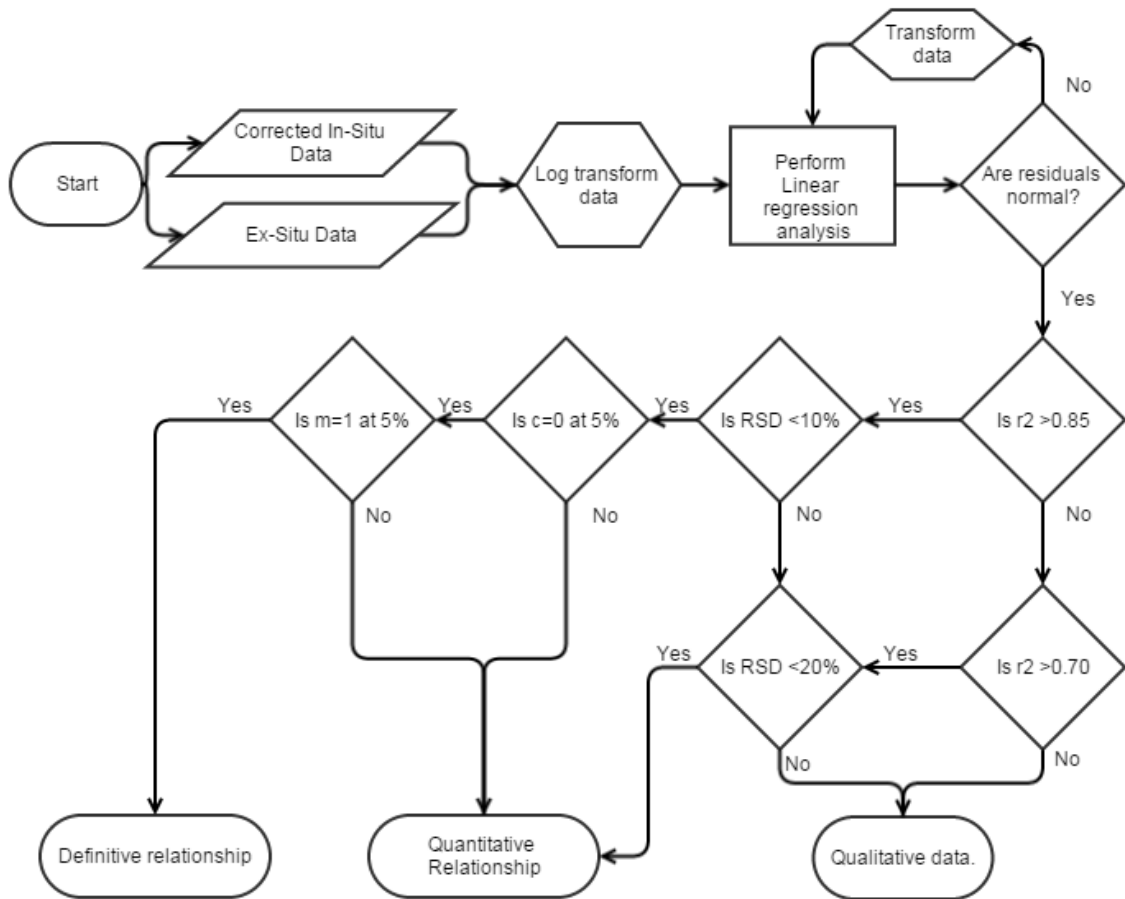 Transform
data
No
Corrected In-Situ
Data
Start
Log transform
data
Perform
Linear
regression
analysis
Are residuals
normal?
Ex-Situ Data
Yes
Yes
Is m=1 at 5%
Yes
Is c=0 at 5%
Yes
Is RSD <10%
Yes
Is r2 >0.85
No
No
No
No
Yes
Is RSD <20%
Yes
Is r2 >0.70
No
No
Definitive relationship
Quantitative
Relationship
Qualitative data.